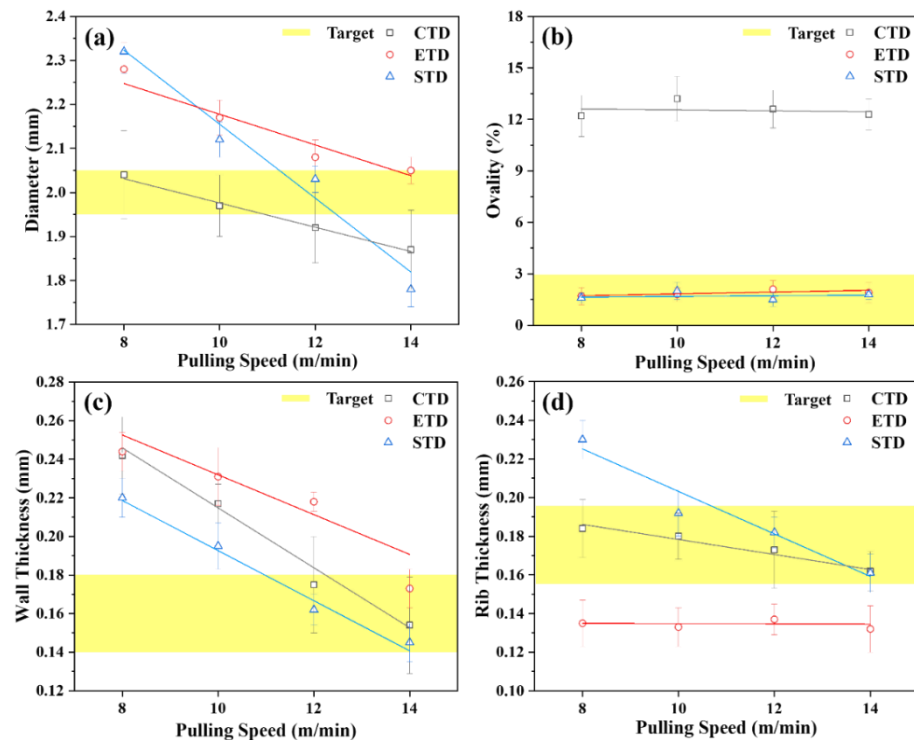 (a)
Target
CTD
ETD
STD
2.4
2.3
2.2
2.1
2.0
1.9
1.8
1.7
Diameter (mm)
8
10
12
14
Pulling Speed (m/min)
(b)
Target
CTD
ETD
STD
18
15
12
9
6
3
0
Ovality (%)
8
10
12
14
Pulling Speed (m/min)
(c)
Target
CTD
ETD
STD
0.28
0.26
0.24
0.22
0.20
0.18
0.16
0.14
0.12
Wall Thickness (mm)
8
10
12
14
Pulling Speed (m/min)
(d)
Target
CTD
ETD
STD
0.26
0.24
0.22
0.20
0.18
0.16
0.14
0.12
0.10
Rib Thickness (mm)
8
10
12
14
Pulling Speed (m/min)